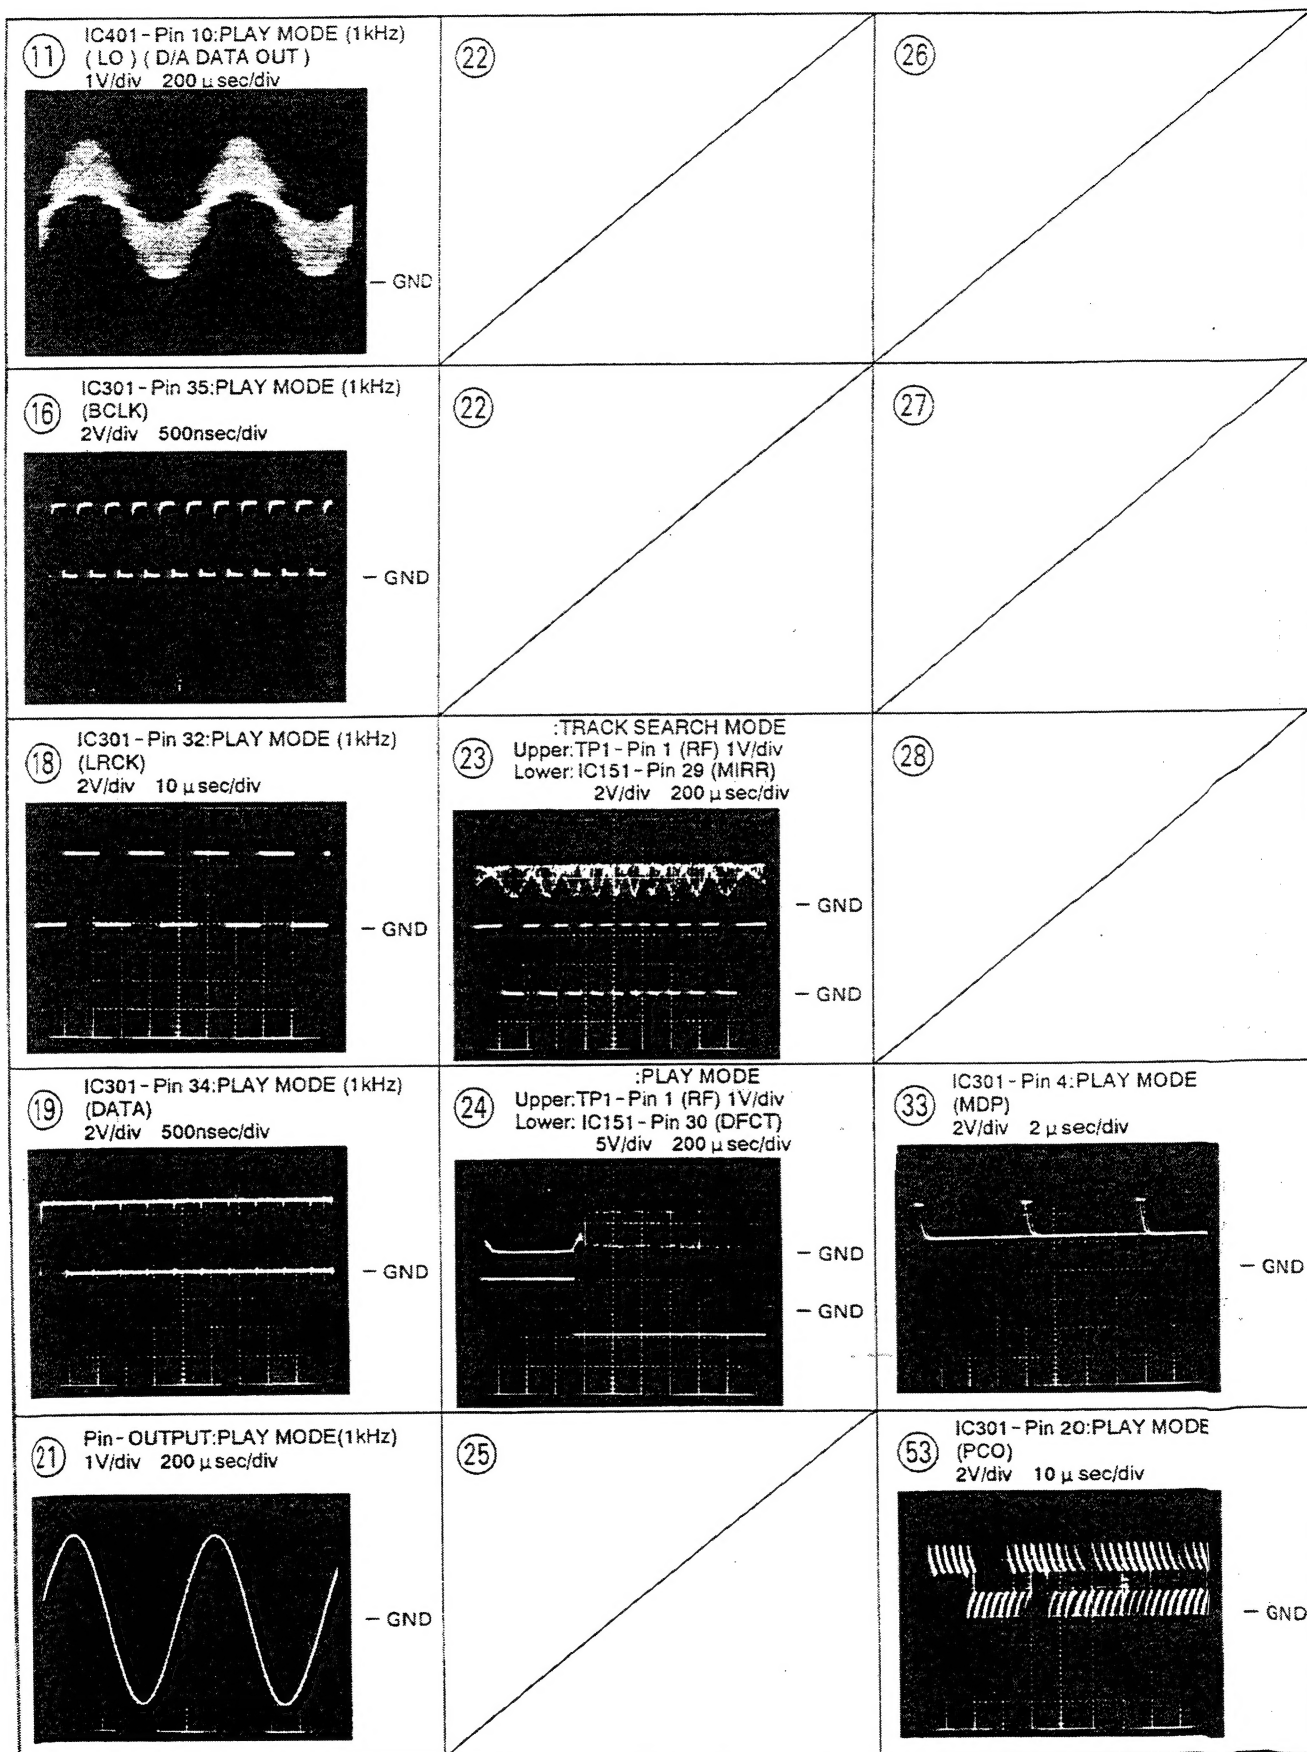 11
IC401-Pin 10:PLAY MODE (1kHz)
( LO ) ( D/A DATA OUT )
1V/div 200 µ sec/div
— GND
22
26
16
IC301-Pin 35:PLAY MODE (1kHz)
(BCLK)
2V/div 500nsec/div
— GND
22
27
18
IC301-Pin 32:PLAY MODE (1kHz)
(LRCK)
2V/div 10 µ sec/div
— GND
23
:TRACK SEARCH MODE
Upper:TP1-Pin 1 (RF) 1V/div
Lower: IC151-Pin 29 (MIRR)
2V/div 200 µ sec/div
— GND
— GND
28
19
IC301-Pin 34:PLAY MODE (1kHz)
(DATA)
2V/div 500nsec/div
— GND
24
:PLAY MODE
Upper:TP1-Pin 1 (RF) 1V/div
Lower: IC151-Pin 30 (DFCT)
5V/div 200 µ sec/div
— GND
— GND
33
IC301-Pin 4:PLAY MODE
(MDP)
2V/div 2 µ sec/div
— GND
21
Pin-OUTPUT:PLAY MODE(1kHz)
1V/div 200 µ sec/div
— GND
25
53
IC301-Pin 20:PLAY MODE
(PCO)
2V/div 10 µ sec/div
— GND